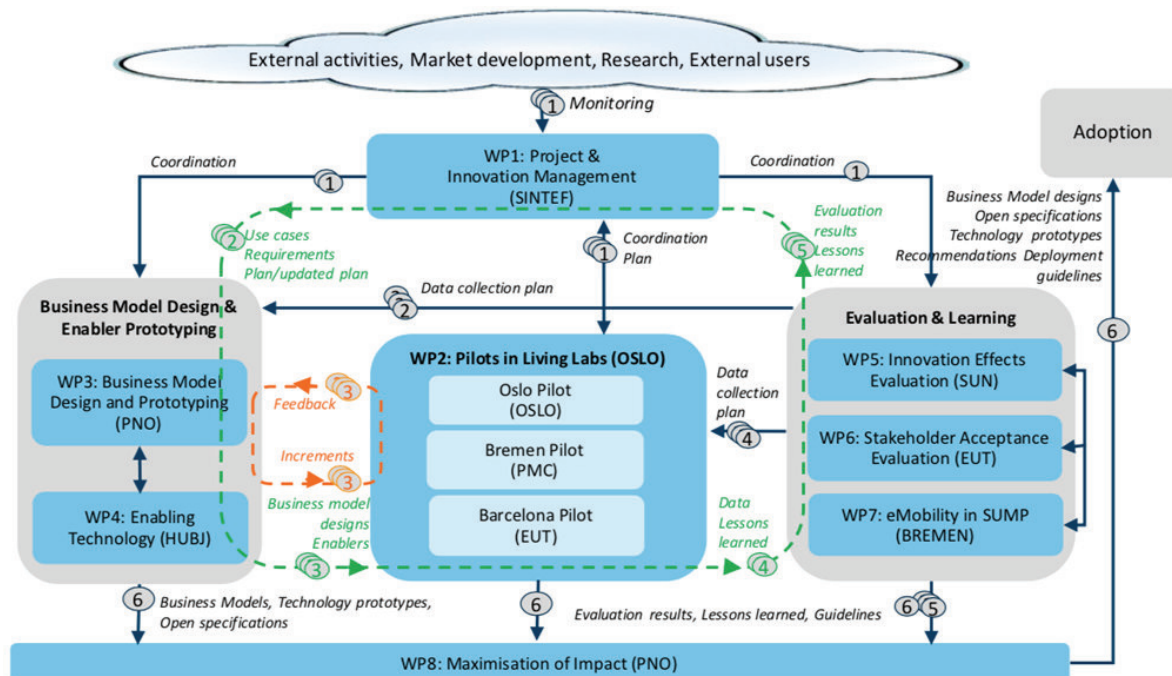 External activities, Market development, Research, External users
1 Monitoring
Adoption
WP1: Project &
Innovation Management
(SINTEF)
Coordination
1
Coordination
1
Business Model designs
Open specifications
Technology prototypes
Recommendations Deployment
guidelines
6
2 Use cases
Requirements
Plan/updated plan
1
Coordination
Plan
Evaluation
results
5 Lessons
learned
Data collection plan
2
2
Business Model Design &
Enabler Prototyping
WP3: Business Model
Design and Prototyping
(PNO)
WP4: Enabling
Technology (HUBJ)
3
Feedback
Increments
3
Business model
designs
Enablers
3
WP2: Pilots in Living Labs (OSLO)
Oslo Pilot
(OSLO)
Bremen Pilot
(PMC)
Barcelona Pilot
(EUT)
Data
collection
plan
4
Data
Lessons
learned
4
Evaluation & Learning
WP5: Innovation Effects
Evaluation (SUN)
WP6: Stakeholder Acceptance
Evaluation (EUT)
WP7: eMobility in SUMP
(BREMEN)
6 Business Models, Technology prototypes,
Open specifications
6 Evaluation results, Lessons learned, Guidelines 6 5
WP8: Maximisation of Impact (PNO)